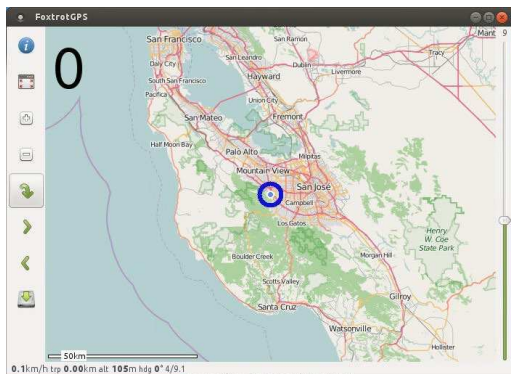 FoxtrotGPS
0
9
San Francisco
San Ramon
Mant
Tracy
Daly City
San Leandro
Dublin
Livermore
South San Francisco
Hayward
Pacifica
Union City
San Mateo
Fremont
Half Moon Bay
Palo Alto
Milpitas
Mountain View
San José
Campbell
Los Gatos
Henry
W. Coe
State Park
Boulder Creek
Morgan Hill
Scotts Valley
Gilroy
Santa Cruz
Watsonville
Hollister
50km
0.1km/h trp 0.00km alt 105m hdg 0° 4/9.1